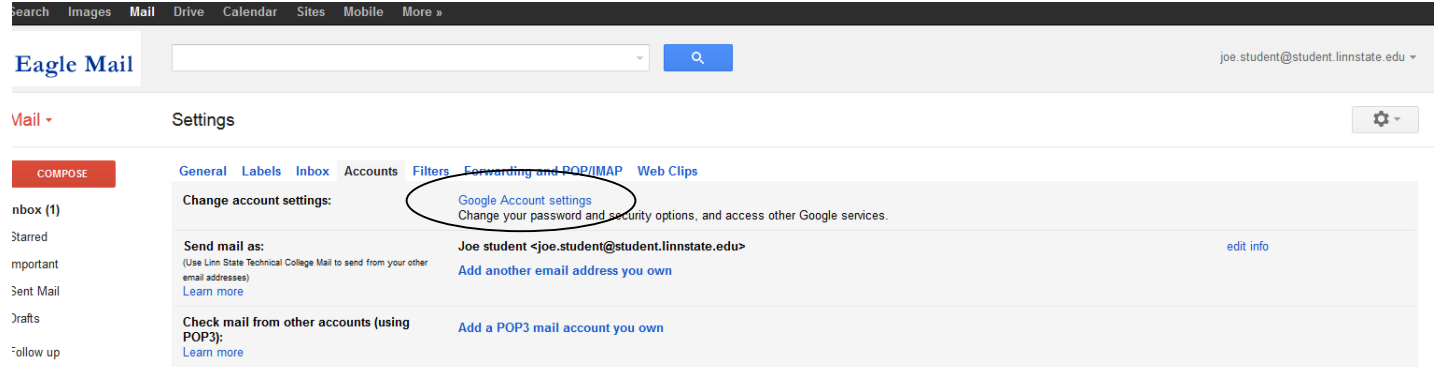 Search Images Mail Drive Calendar Sites Mobile More »
Eagle Mail
joe.student@student.linnstate.edu
Mail
Settings
COMPOSE
General Labels Inbox Accounts Filters Forwarding and POP/IMAP Web Clips
Change account settings:
Google Account settings
Change your password and security options, and access other Google services.
nbox (1)
Starred
mportant
Sent Mail
Drafts
Follow up
Send mail as:
(Use Linn State Technical College Mail to send from your other
email addresses)
Learn more
Joe student <joe.student@student.linnstate.edu>
edit info
Add another email address you own
Check mail from other accounts (using
POP3):
Learn more
Add a POP3 mail account you own